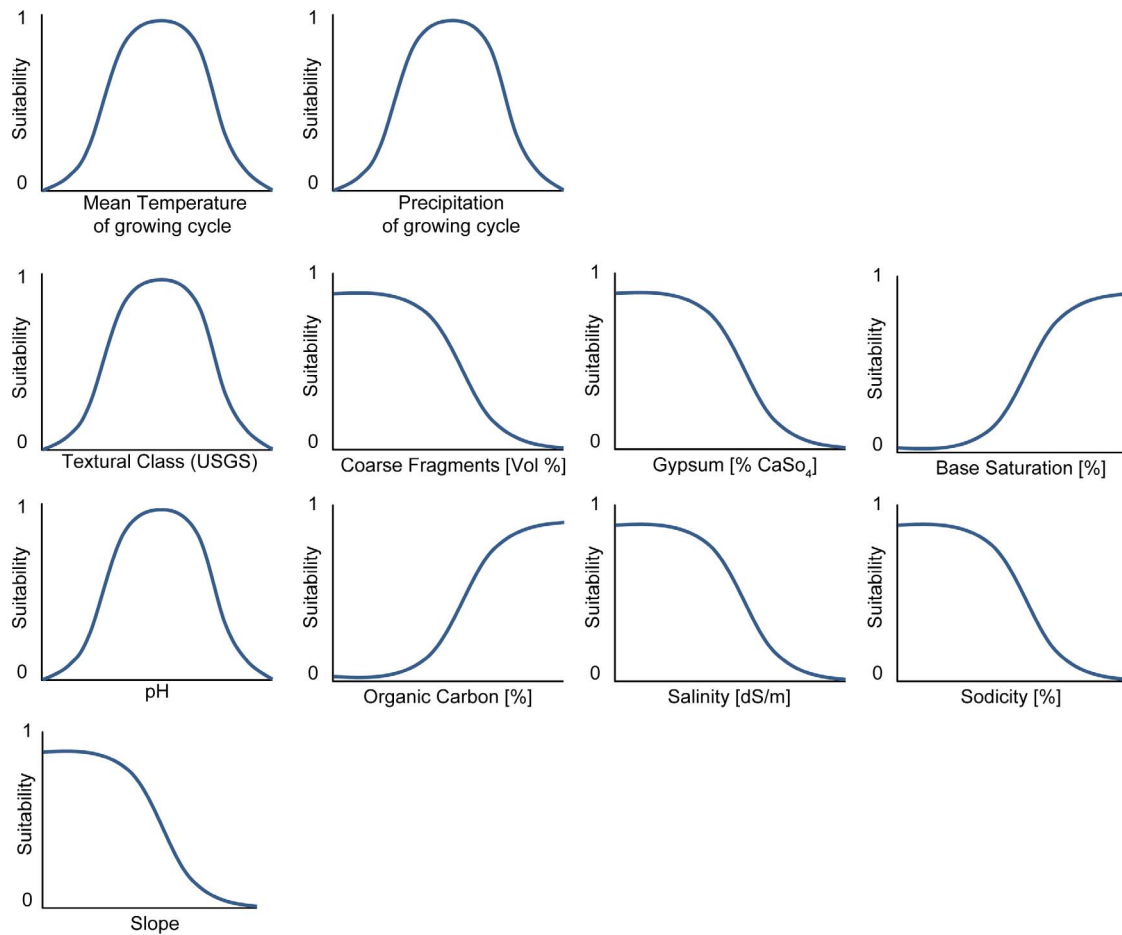 1
Suitability
0
Mean Temperature
of growing cycle
1
Suitability
0
Precipitation
of growing cycle
1
Suitability
0
Textural Class (USGS)
1
Suitability
0
Coarse Fragments [Vol %]
1
Suitability
0
Gypsum [% CaSo₄]
1
Suitability
0
Base Saturation [%]
1
Suitability
0
pH
1
Suitability
0
Organic Carbon [%]
1
Suitability
0
Salinity [dS/m]
1
Suitability
0
Sodicity [%]
1
Suitability
0
Slope